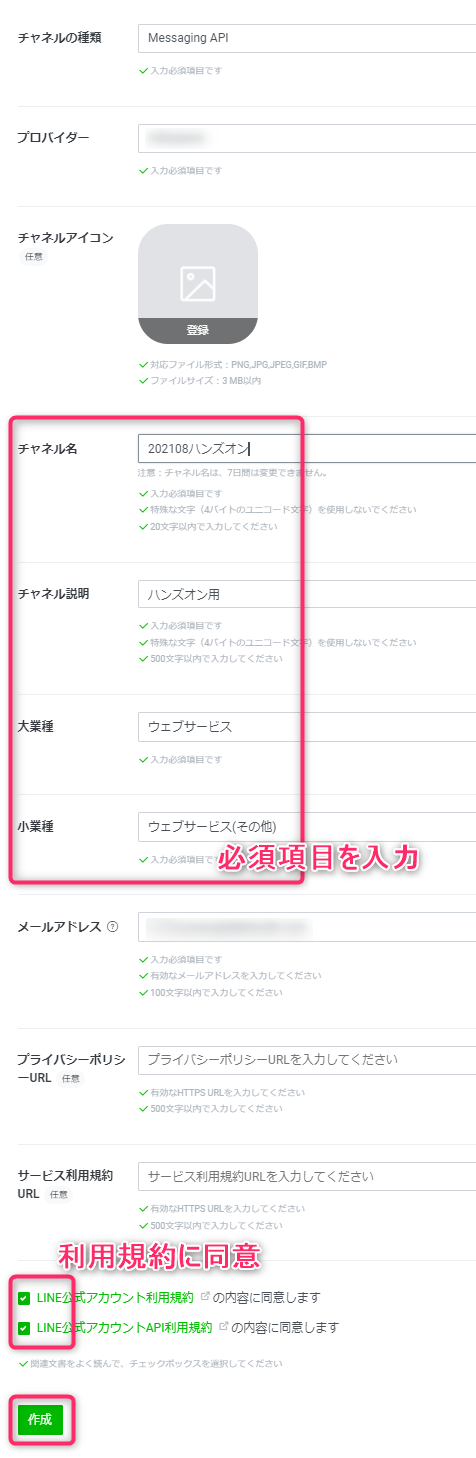 チャネルの種類
Messaging API
入力必須項目です
プロバイダー
入力必須項目です
チャネルアイコン
任意
登録
対応ファイル形式：PNG,JPG,JPEG,GIF,BMP
ファイルサイズ：3 MB以内
チャネル名
202108ハンズオン
注意：チャネル名は、7日間は変更できません。
入力必須項目です
特殊な文字（4バイトのユニコード文字）を使用しないでください
20文字以内で入力してください
チャネル説明
ハンズオン用
入力必須項目です
特殊な文字（4バイトのユニコード文字）を使用しないでください
500文字以内で入力してください
大業種
ウェブサービス
入力必須項目です
小業種
ウェブサービス(その他)
入力必須項目です
必須項目を入力
メールアドレス
入力必須項目です
有効なメールアドレスを入力してください
100文字以内で入力してください
プライバシーポリシ
ーURL 任意
プライバシーポリシーURLを入力してください
有効なHTTPS URLを入力してください
500文字以内で入力してください
サービス利用規約
URL 任意
サービス利用規約URLを入力してください
有効なHTTPS URLを入力してください
500文字以内で入力してください
利用規約に同意
LINE公式アカウント利用規約 の内容に同意します
LINE公式アカウントAPI利用規約 の内容に同意します
関連文書をよく読んで、チェックボックスを選択してください
作成